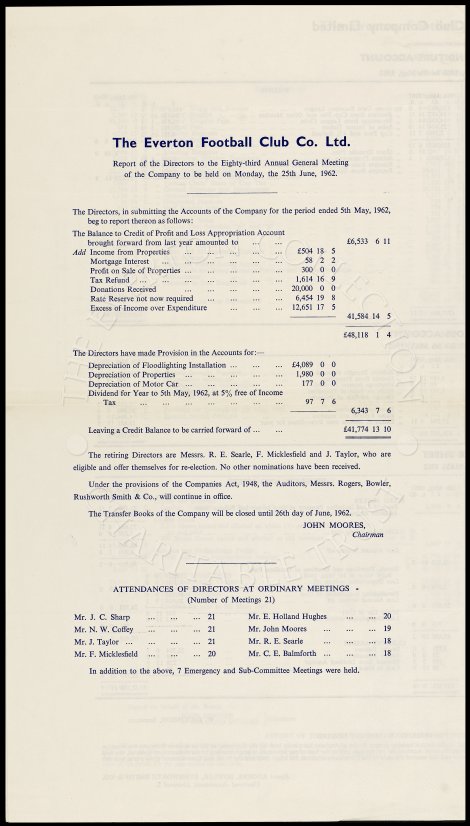 The Everton Football Club Co. Ltd.
Report of the Directors to the Eighty-third Annual General Meeting
of the Company to be held on Monday, the 25th June, 1962.
The Directors, in submitting the Accounts of the Company for the period ended 5th May, 1962,
beg to report thereon as follows:
The Balance to Credit of Profit and Loss Appropriation Account
brought forward from last year amounted to ... ... £6,533 6 11
Add Income from Properties ... ... ... ... £504 18 5
Mortgage Interest ... ... ... ... ... 58 2 2
Profit on Sale of Properties ... ... ... ... 300 0 0
Tax Refund ... ... ... ... ... ... 1,614 16 9
Donations Received ... ... ... ... 20,000 0 0
Rate Reserve not now required ... ... ... 6,454 19 8
Excess of Income over Expenditure ... ... ... 12,651 17 5
41,584 14 5
£48,118 1 4
The Directors have made Provision in the Accounts for:—
Depreciation of Floodlighting Installation ... ... ... £4,089 0 0
Depreciation of Properties ... ... ... ... ... 1,980 0 0
Depreciation of Motor Car ... ... ... ... ... 177 0 0
Dividend for Year to 5th May, 1962, at 5% free of Income
Tax ... ... ... ... ... ... ... 97 7 6
6,343 7 6
Leaving a Credit Balance to be carried forward of ... ... £41,774 13 10
The retiring Directors are Messrs. R. E. Searle, F. Micklesfield and J. Taylor, who are
eligible and offer themselves for re-election. No other nominations have been received.
Under the provisions of the Companies Act, 1948, the Auditors, Messrs. Rogers, Bowler,
Rushworth Smith & Co., will continue in office.
The Transfer Books of the Company will be closed until 26th day of June, 1962.
JOHN MOORES,
Chairman
ATTENDANCES OF DIRECTORS AT ORDINARY MEETINGS -
(Number of Meetings 21)
Mr. J. C. Sharp ... ... ... 21 Mr. E. Holland Hughes ... ... 20
Mr. N. W. Coffey ... ... ... 21 Mr. John Moores ... ... ... 19
Mr. J. Taylor ... ... ... ... 21 Mr. R. E. Searle ... ... ... 18
Mr. F. Micklesfield ... ... ... 20 Mr. C. E. Balmforth ... ... ... 18
In addition to the above, 7 Emergency and Sub-Committee Meetings were held.